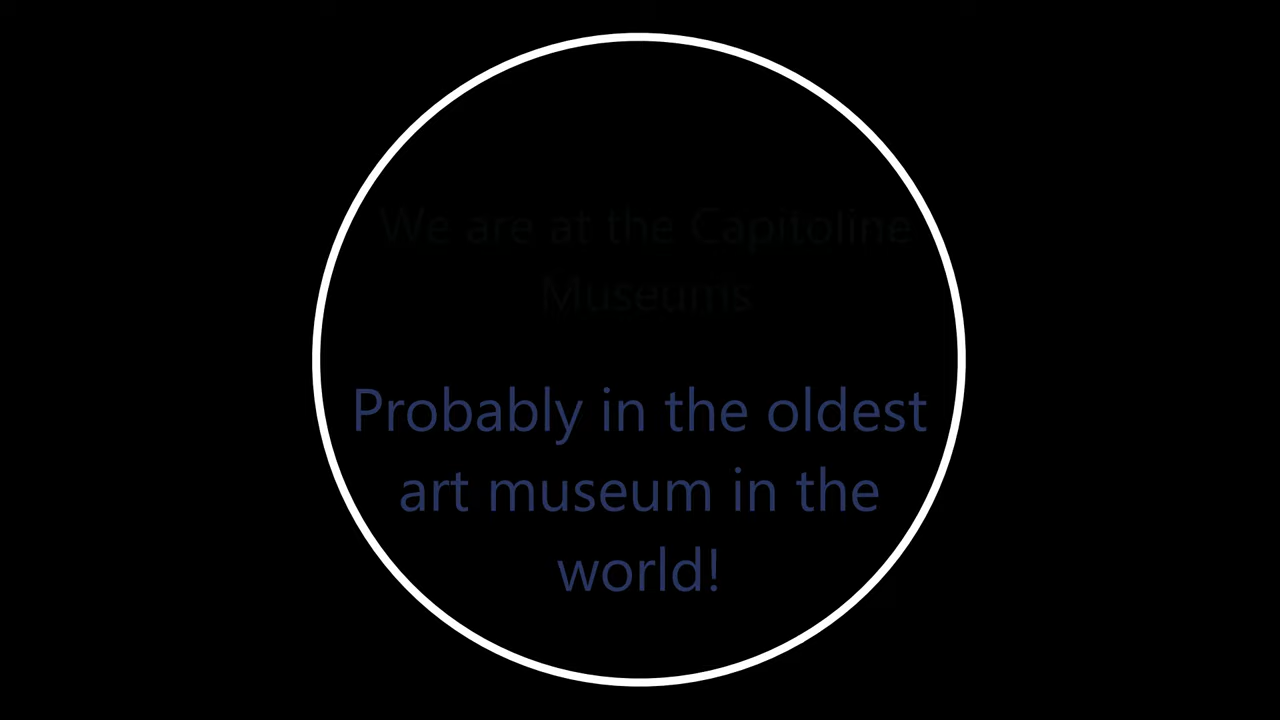 We are at the Capitoline
Museums
Probably in the oldest
art museum in the
world!